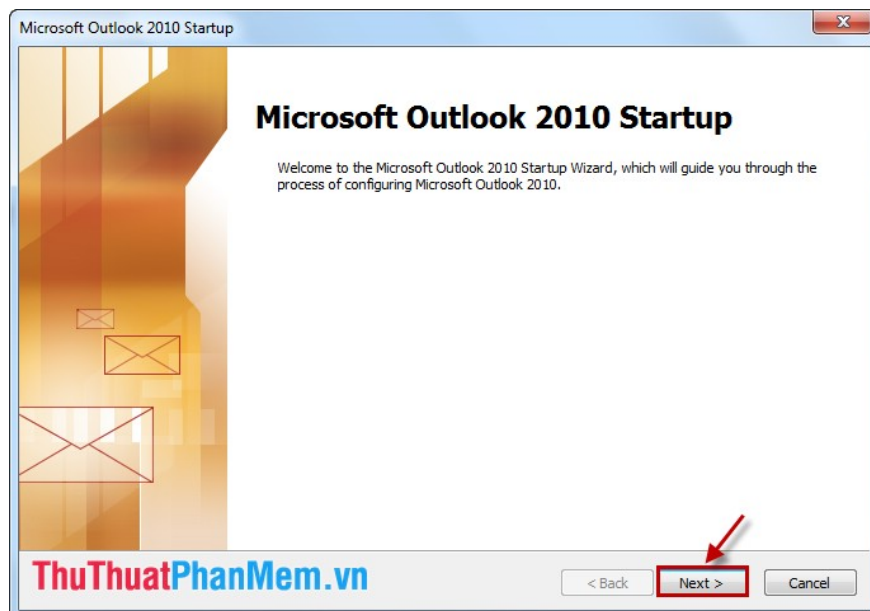 Microsoft Outlook 2010 Startup
Microsoft Outlook 2010 Startup
Welcome to the Microsoft Outlook 2010 Startup Wizard, which will guide you through the
process of configuring Microsoft Outlook 2010.
ThuThuatPhanMem.vn
< Back Next > Cancel